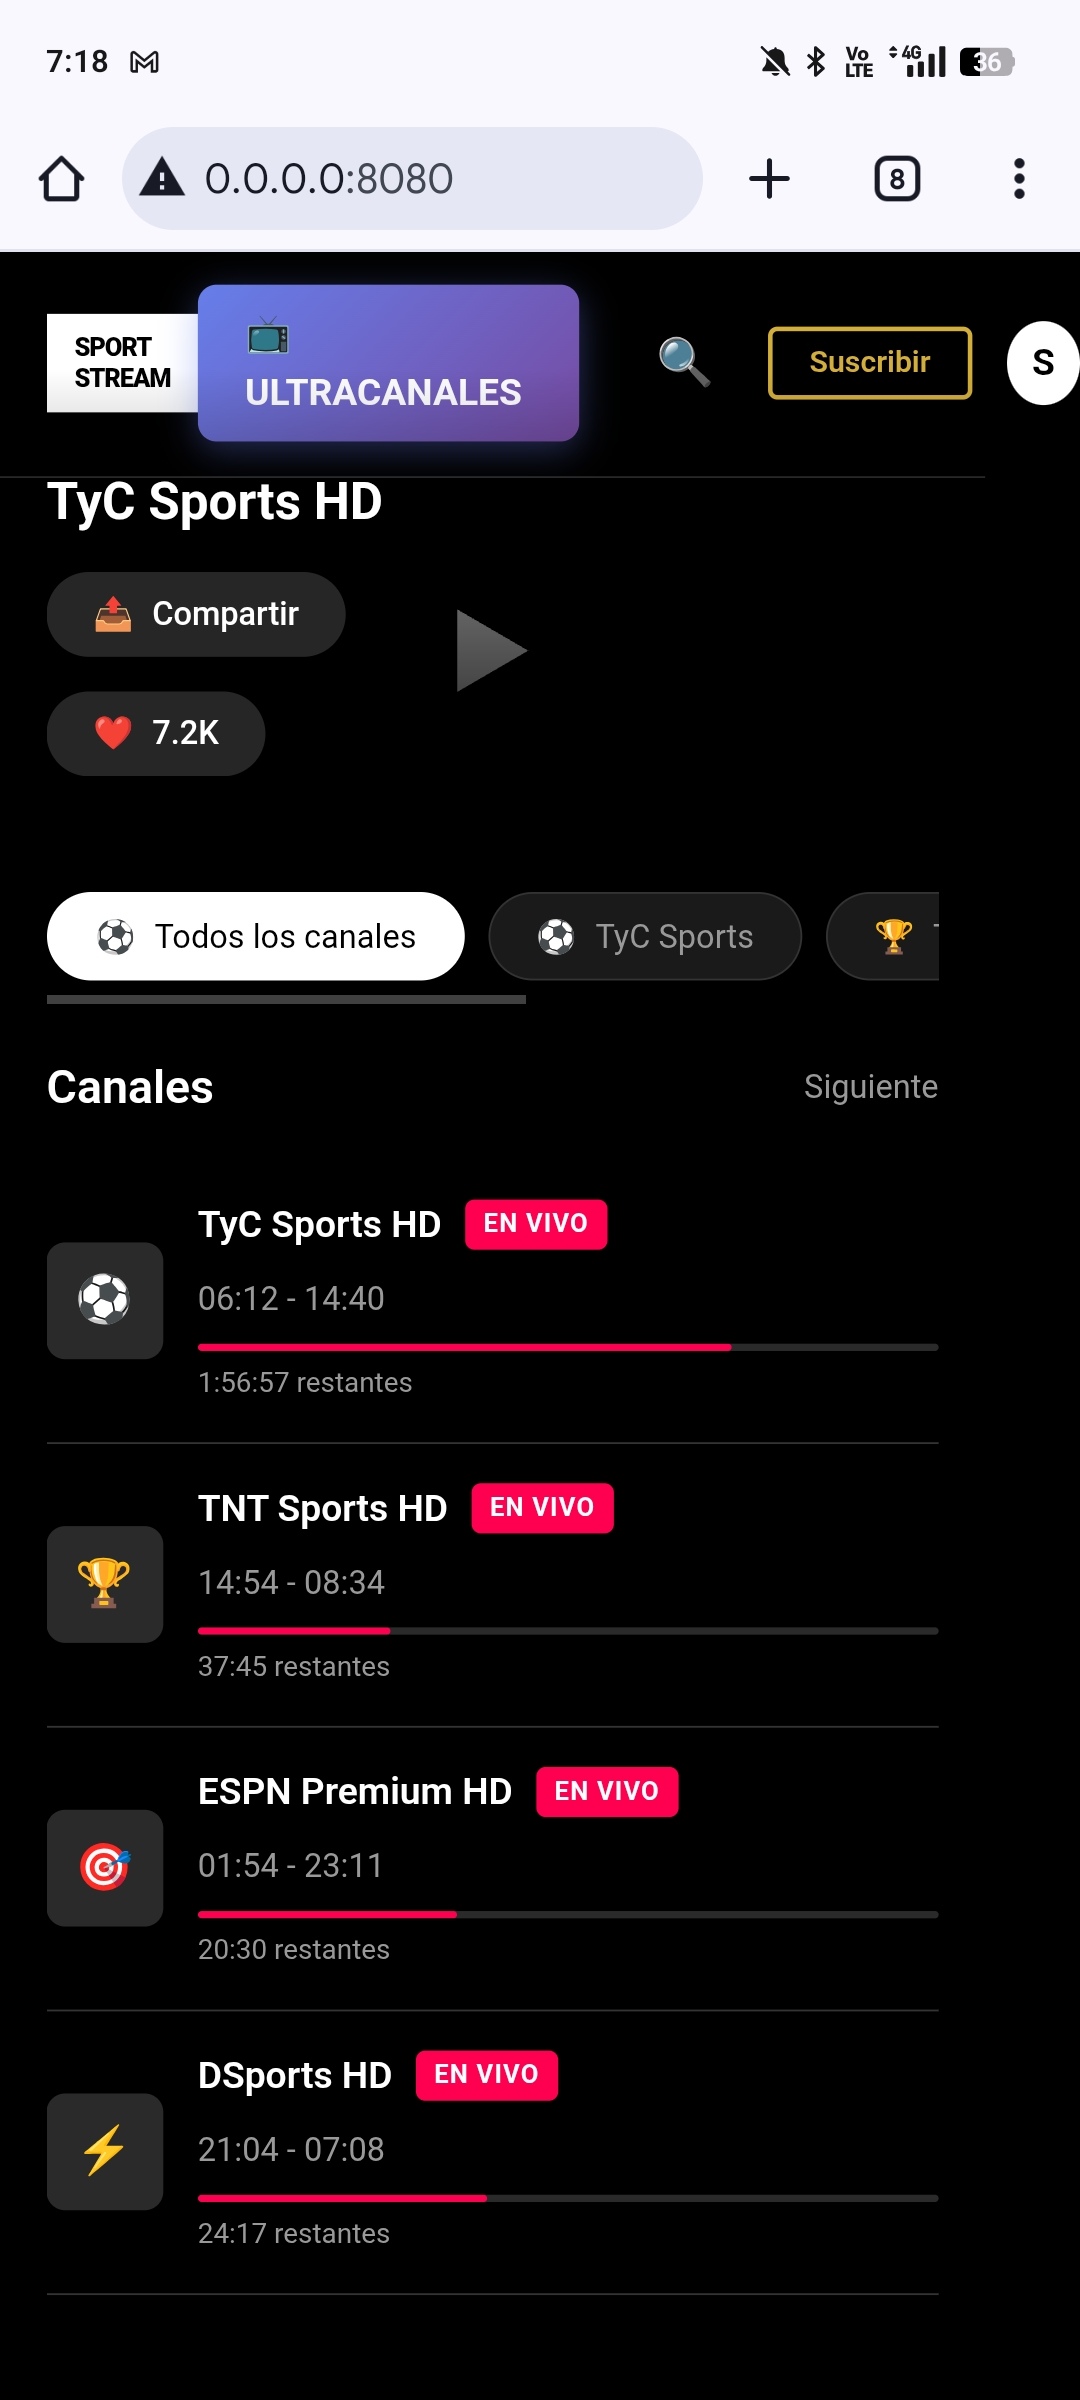 7:18
Vo
LTE
4G
36
0.0.0.0:8080
8
SPORT
STREAM
ULTRACANALES
Suscribir
S
TyC Sports HD
Compartir
7.2K
Todos los canales
TyC Sports
Canales
Siguiente
TyC Sports HD
EN VIVO
06:12 - 14:40
1:56:57 restantes
TNT Sports HD
EN VIVO
14:54 - 08:34
37:45 restantes
ESPN Premium HD
EN VIVO
01:54 - 23:11
20:30 restantes
DSports HD
EN VIVO
21:04 - 07:08
24:17 restantes